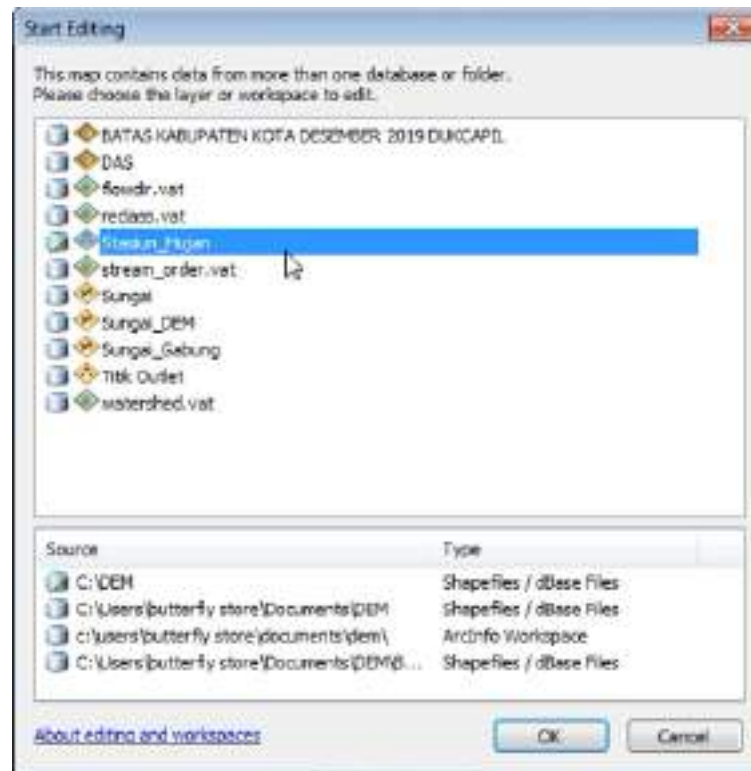 Start Editing
This map contains data from more than one database or folder.
Please choose the layer or workspace to edit.
BATAS KABUPATEN KOTA DESEMBER 2019 DUKCAPIL
DAS
flowdir.vat
reclass.vat
Stasiun_Hujan
stream_order.vat
Sungai
Sungai_DEM
Sungai_Gabung
Titik Outlet
watershed.vat
Source Type
C:\DEM Shapefiles / dBase Files
C:\Users\butterfly store\Documents\DEM Shapefiles / dBase Files
c:\users\butterfly store\documents\dem\ ArcInfo Workspace
C:\Users\butterfly store\Documents\DEM\B... Shapefiles / dBase Files
About editing and workspaces OK Cancel